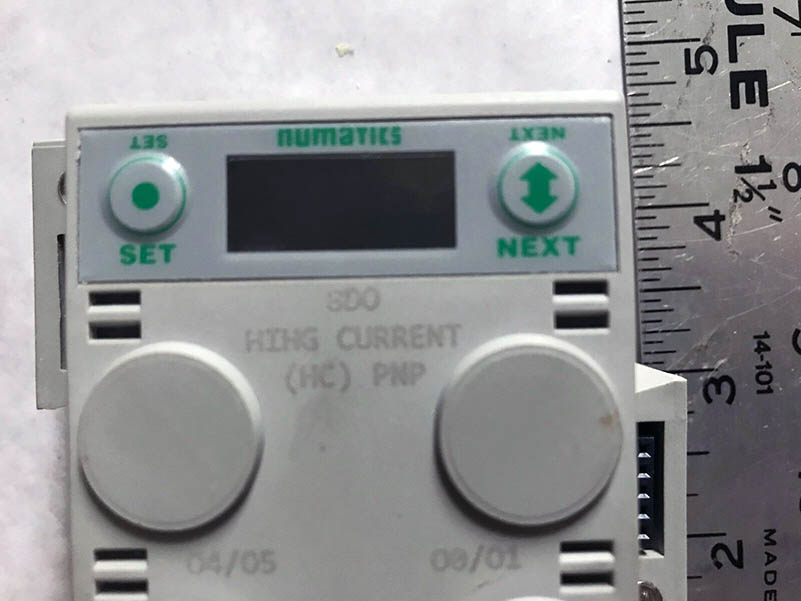 SET
numatics
NEXT
SET
NEXT
8DO
HIHG CURRENT
(HC) PNP
04/05
00/01
5
4
3
2
1½"
14-101
MADE